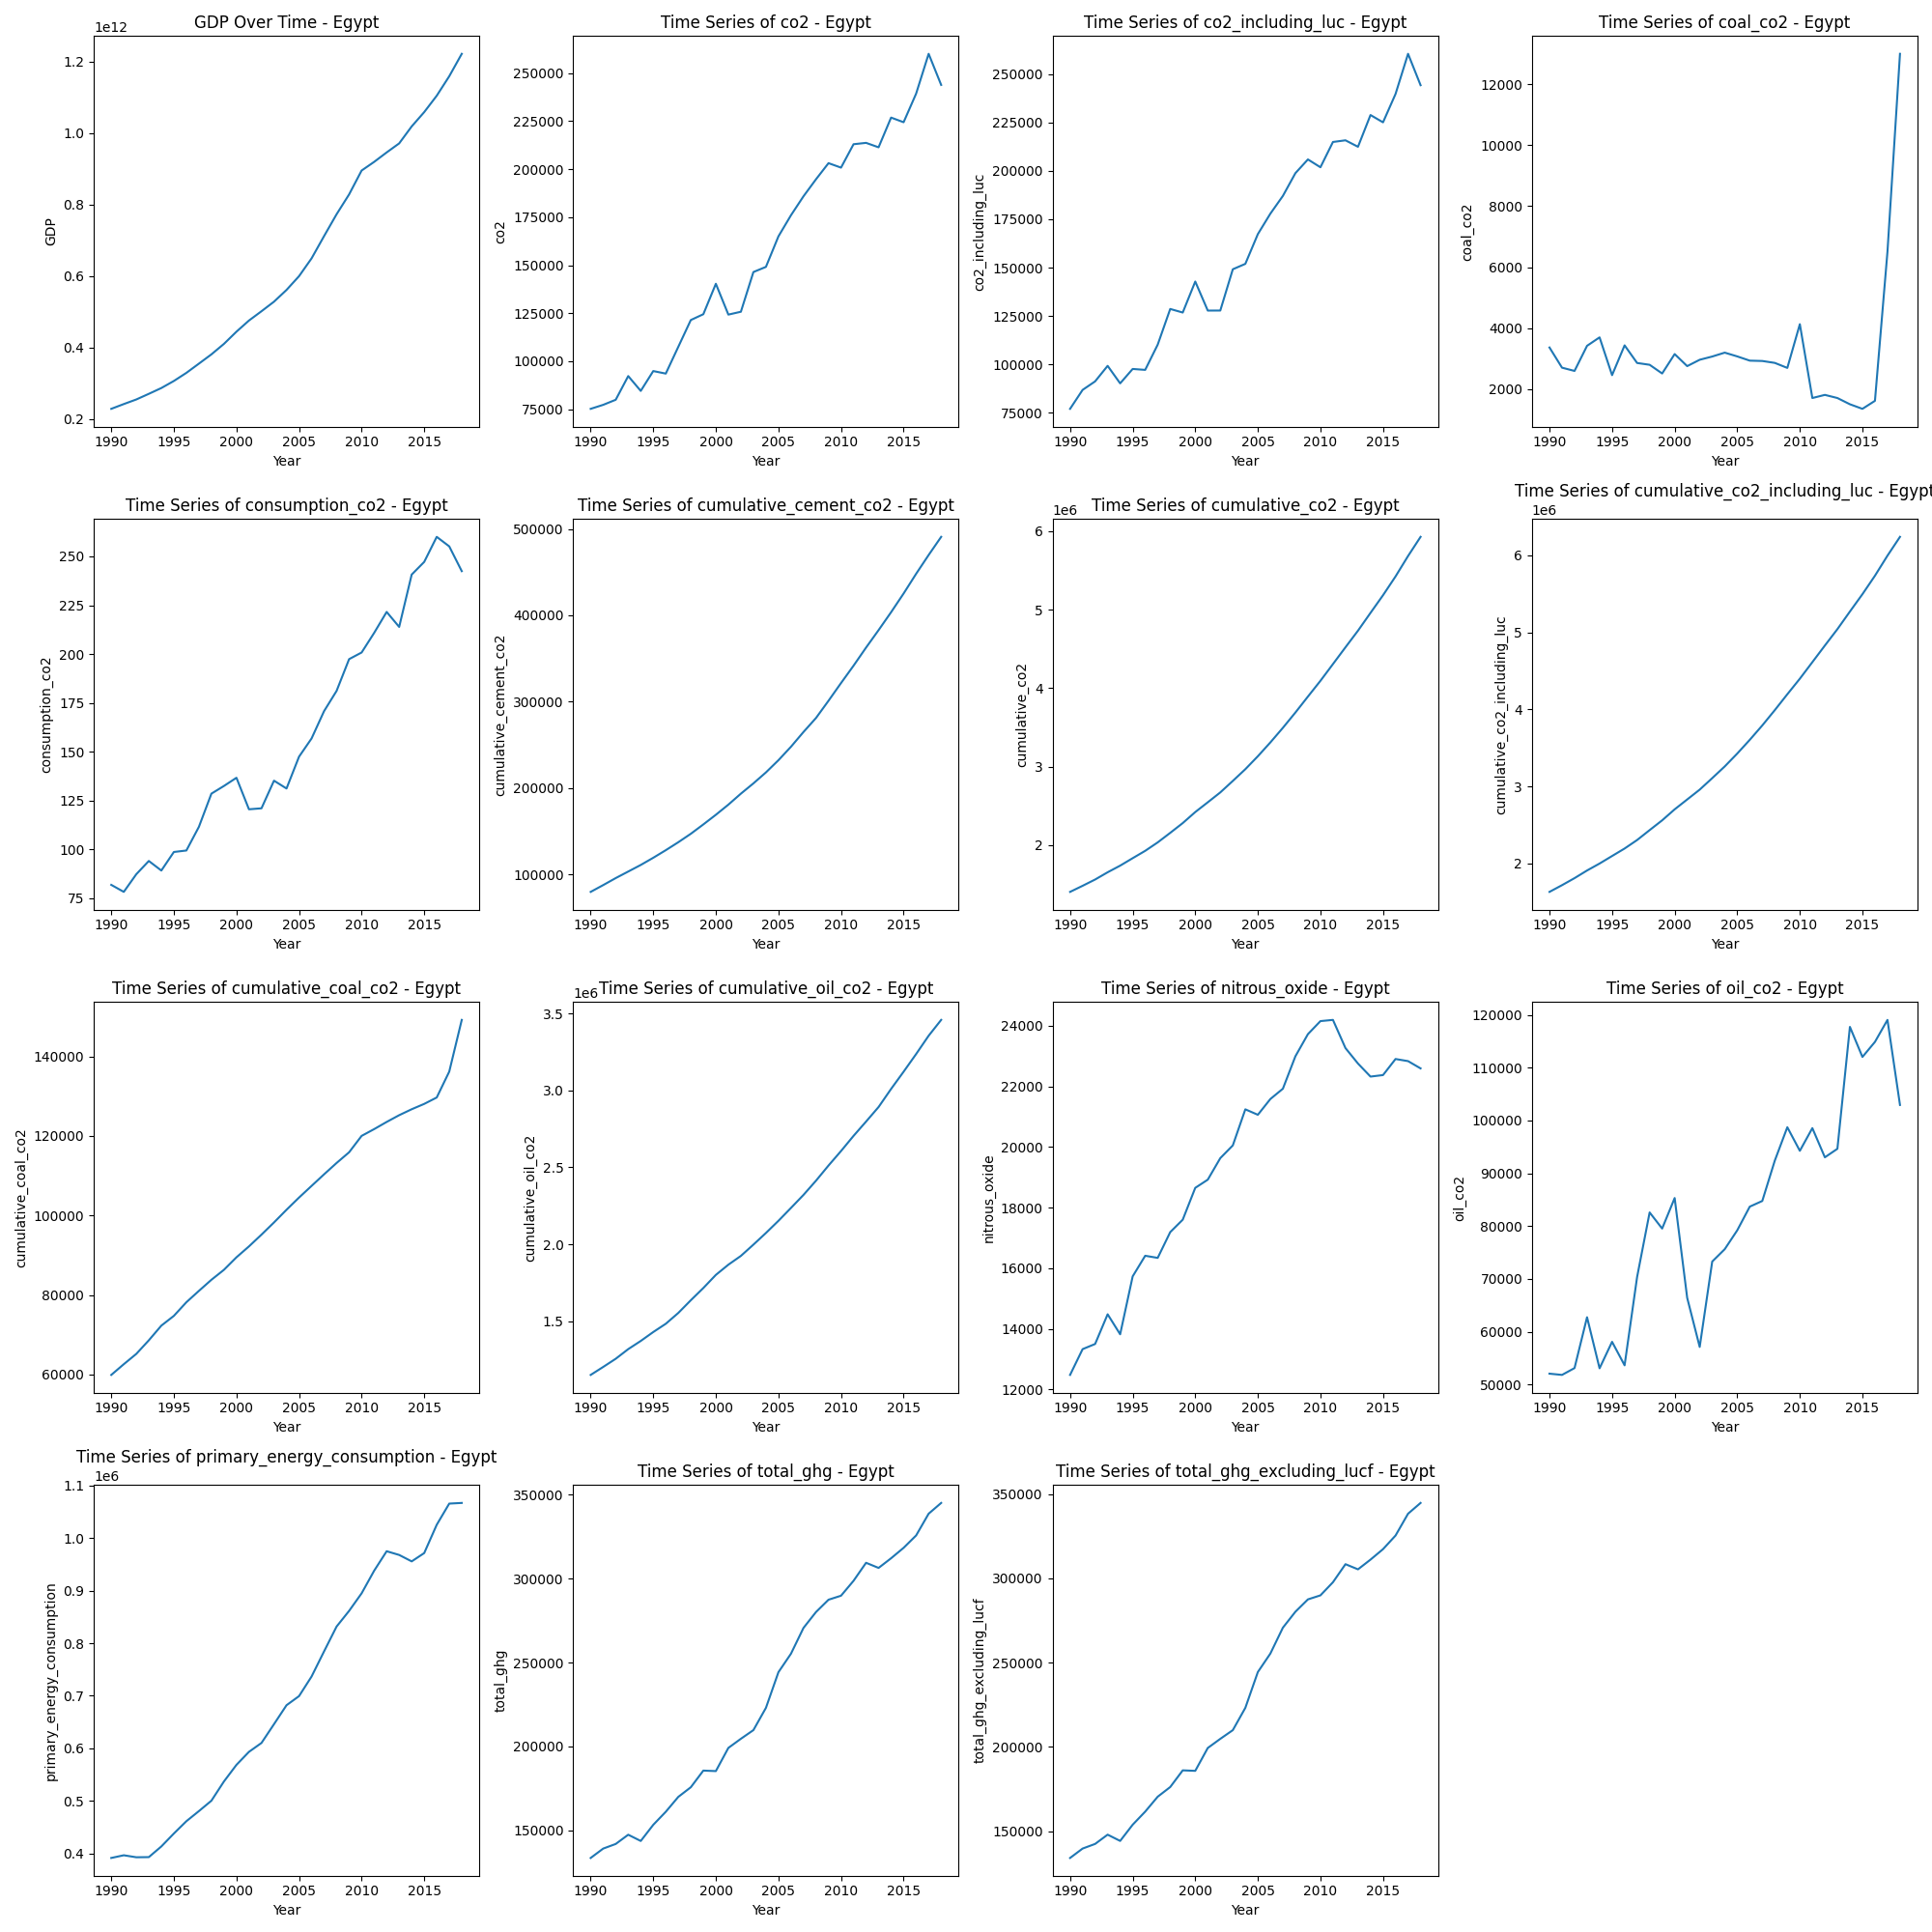 GDP Over Time - Egypt
1e12
1.2
1.0
0.8
0.6
0.4
0.2
GDP
1990 1995 2000 2005 2010 2015
Year
Time Series of co2 - Egypt
250000
225000
200000
175000
150000
125000
100000
75000
co2
1990 1995 2000 2005 2010 2015
Year
Time Series of co2_including_luc - Egypt
250000
225000
200000
175000
150000
125000
100000
75000
co2_including_luc
1990 1995 2000 2005 2010 2015
Year
Time Series of coal_co2 - Egypt
12000
10000
8000
6000
4000
2000
coal_co2
1990 1995 2000 2005 2010 2015
Year
Time Series of consumption_co2 - Egypt
250
225
200
175
150
125
100
75
consumption_co2
1990 1995 2000 2005 2010 2015
Year
Time Series of cumulative_cement_co2 - Egypt
500000
400000
300000
200000
100000
cumulative_cement_co2
1990 1995 2000 2005 2010 2015
Year
Time Series of cumulative_co2 - Egypt
1e6
6
5
4
3
2
cumulative_co2
1990 1995 2000 2005 2010 2015
Year
Time Series of cumulative_co2_including_luc - Egypt
1e6
6
5
4
3
2
cumulative_co2_including_luc
1990 1995 2000 2005 2010 2015
Year
Time Series of cumulative_coal_co2 - Egypt
140000
120000
100000
80000
60000
cumulative_coal_co2
1990 1995 2000 2005 2010 2015
Year
Time Series of cumulative_oil_co2 - Egypt
1e6
3.5
3.0
2.5
2.0
1.5
cumulative_oil_co2
1990 1995 2000 2005 2010 2015
Year
Time Series of nitrous_oxide - Egypt
24000
22000
20000
18000
16000
14000
12000
nitrous_oxide
1990 1995 2000 2005 2010 2015
Year
Time Series of oil_co2 - Egypt
120000
110000
100000
90000
80000
70000
60000
50000
oil_co2
1990 1995 2000 2005 2010 2015
Year
Time Series of primary_energy_consumption - Egypt
1e6
1.1
1.0
0.9
0.8
0.7
0.6
0.5
0.4
primary_energy_consumption
1990 1995 2000 2005 2010 2015
Year
Time Series of total_ghg - Egypt
350000
300000
250000
200000
150000
total_ghg
1990 1995 2000 2005 2010 2015
Year
Time Series of total_ghg_excluding_lucf - Egypt
350000
300000
250000
200000
150000
total_ghg_excluding_lucf
1990 1995 2000 2005 2010 2015
Year